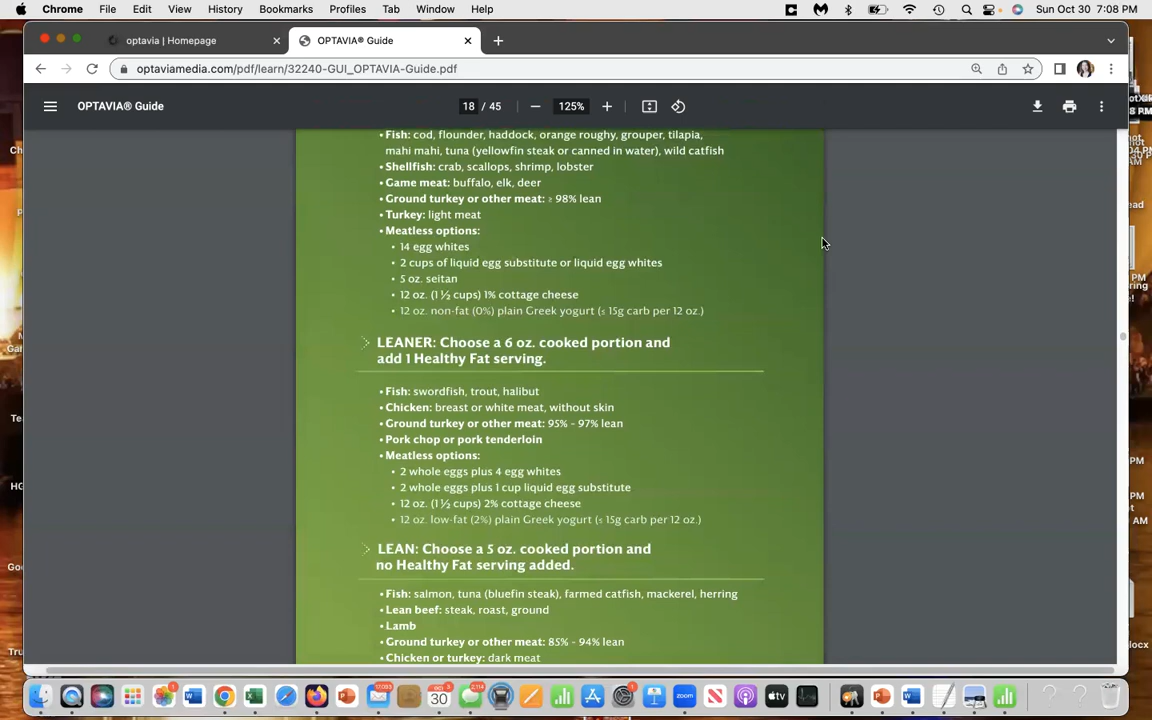 Chrome File Edit View History Bookmarks Profiles Tab Window Help Sun Oct 30 7:08 PM
optavia | Homepage OPTAVIA® Guide
optaviamedia.com/pdf/learn/32240-GUI_OPTAVIA-Guide.pdf
OPTAVIA® Guide 18 / 45 125%
• Fish: cod, flounder, haddock, orange roughy, grouper, tilapia,
mahi mahi, tuna (yellowfin steak or canned in water), wild catfish
• Shellfish: crab, scallops, shrimp, lobster
• Game meat: buffalo, elk, deer
• Ground turkey or other meat: ≥ 98% lean
• Turkey: light meat
• Meatless options:
• 14 egg whites
• 2 cups of liquid egg substitute or liquid egg whites
• 5 oz. seitan
• 12 oz. (1 ½ cups) 1% cottage cheese
• 12 oz. non-fat (0%) plain Greek yogurt (≤ 15g carb per 12 oz.)
LEANER: Choose a 6 oz. cooked portion and
add 1 Healthy Fat serving.
• Fish: swordfish, trout, halibut
• Chicken: breast or white meat, without skin
• Ground turkey or other meat: 95% - 97% lean
• Pork chop or pork tenderloin
• Meatless options:
• 2 whole eggs plus 4 egg whites
• 2 whole eggs plus 1 cup liquid egg substitute
• 12 oz. (1 ½ cups) 2% cottage cheese
• 12 oz. low-fat (2%) plain Greek yogurt (≤ 15g carb per 12 oz.)
LEAN: Choose a 5 oz. cooked portion and
no Healthy Fat serving added.
• Fish: salmon, tuna (bluefin steak), farmed catfish, mackerel, herring
• Lean beef: steak, roast, ground
• Lamb
• Ground turkey or other meat: 85% - 94% lean
• Chicken or turkey: dark meat